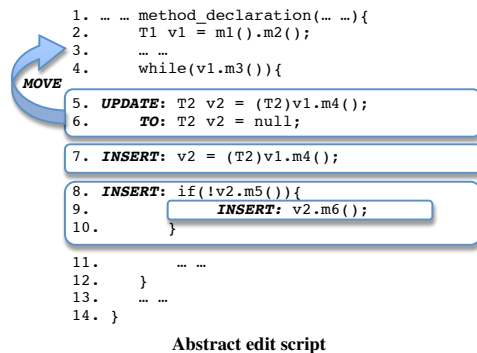 1. … … method_declaration(… …){
2. T1 v1 = m1().m2();
3. … …
4. while(v1.m3()){
MOVE
5. UPDATE: T2 v2 = (T2)v1.m4();
6. TO: T2 v2 = null;
7. INSERT: v2 = (T2)v1.m4();
8. INSERT: if(!v2.m5()){
9. INSERT: v2.m6();
10. }
11. … …
12. }
13. … …
14. }
Abstract edit script